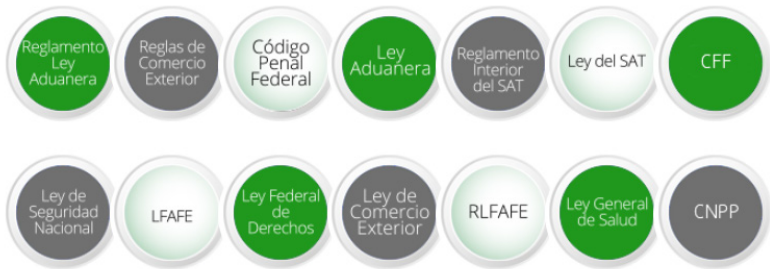 Reglamento
Ley
Aduanera
Reglas de
Comercio
Exterior
Código
Penal
Federal
Ley
Aduanera
Reglamento
Interior
del SAT
Ley del SAT
CFF
Ley de
Seguridad
Nacional
LFAFE
Ley Federal
de
Derechos
Ley de
Comercio
Exterior
RLFAFE
Ley General
de Salud
CNPP